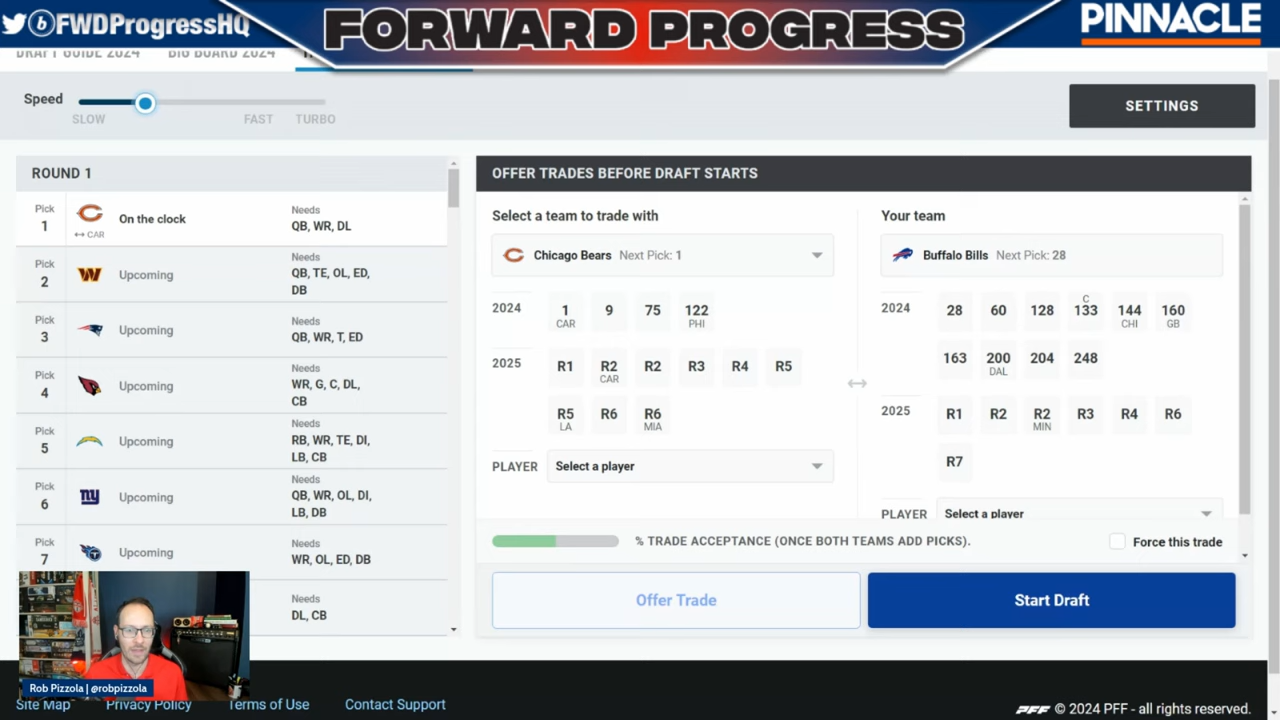 @FWDProgressHQ
FORWARD PROGRESS
PINNACLE
DRAFT GUIDE 2024
BIG BOARD 2024
Speed
SLOW
FAST
TURBO
SETTINGS
ROUND 1
Pick
1
CAR
On the clock
Needs
QB, WR, DL
Pick
2
W
Upcoming
Needs
QB, TE, OL, ED,
DB
Pick
3
Upcoming
Needs
QB, WR, T, ED
Pick
4
Upcoming
Needs
WR, G, C, DL,
CB
Pick
5
Upcoming
Needs
RB, WR, TE, DI,
LB, CB
Pick
6
ny
Upcoming
Needs
QB, WR, OL, DI,
LB, DB
Pick
7
Upcoming
Needs
WR, OL, ED, DB
Needs
DL, CB
OFFER TRADES BEFORE DRAFT STARTS
Select a team to trade with
Chicago Bears Next Pick: 1
2024
1
CAR
9
75
122
PHI
2025
R1
R2
CAR
R2
R3
R4
R5
R5
LA
R6
R6
MIA
PLAYER
Select a player
Your team
Buffalo Bills Next Pick: 28
2024
28
60
128
C
133
144
CHI
160
GB
163
200
DAL
204
248
2025
R1
R2
R2
MIN
R3
R4
R6
R7
PLAYER
Select a player
% TRADE ACCEPTANCE (ONCE BOTH TEAMS ADD PICKS).
Force this trade
Offer Trade
Start Draft
Rob Pizzola | @robpizzola
Site Map
Privacy Policy
Terms of Use
Contact Support
PFF © 2024 PFF - all rights reserved.